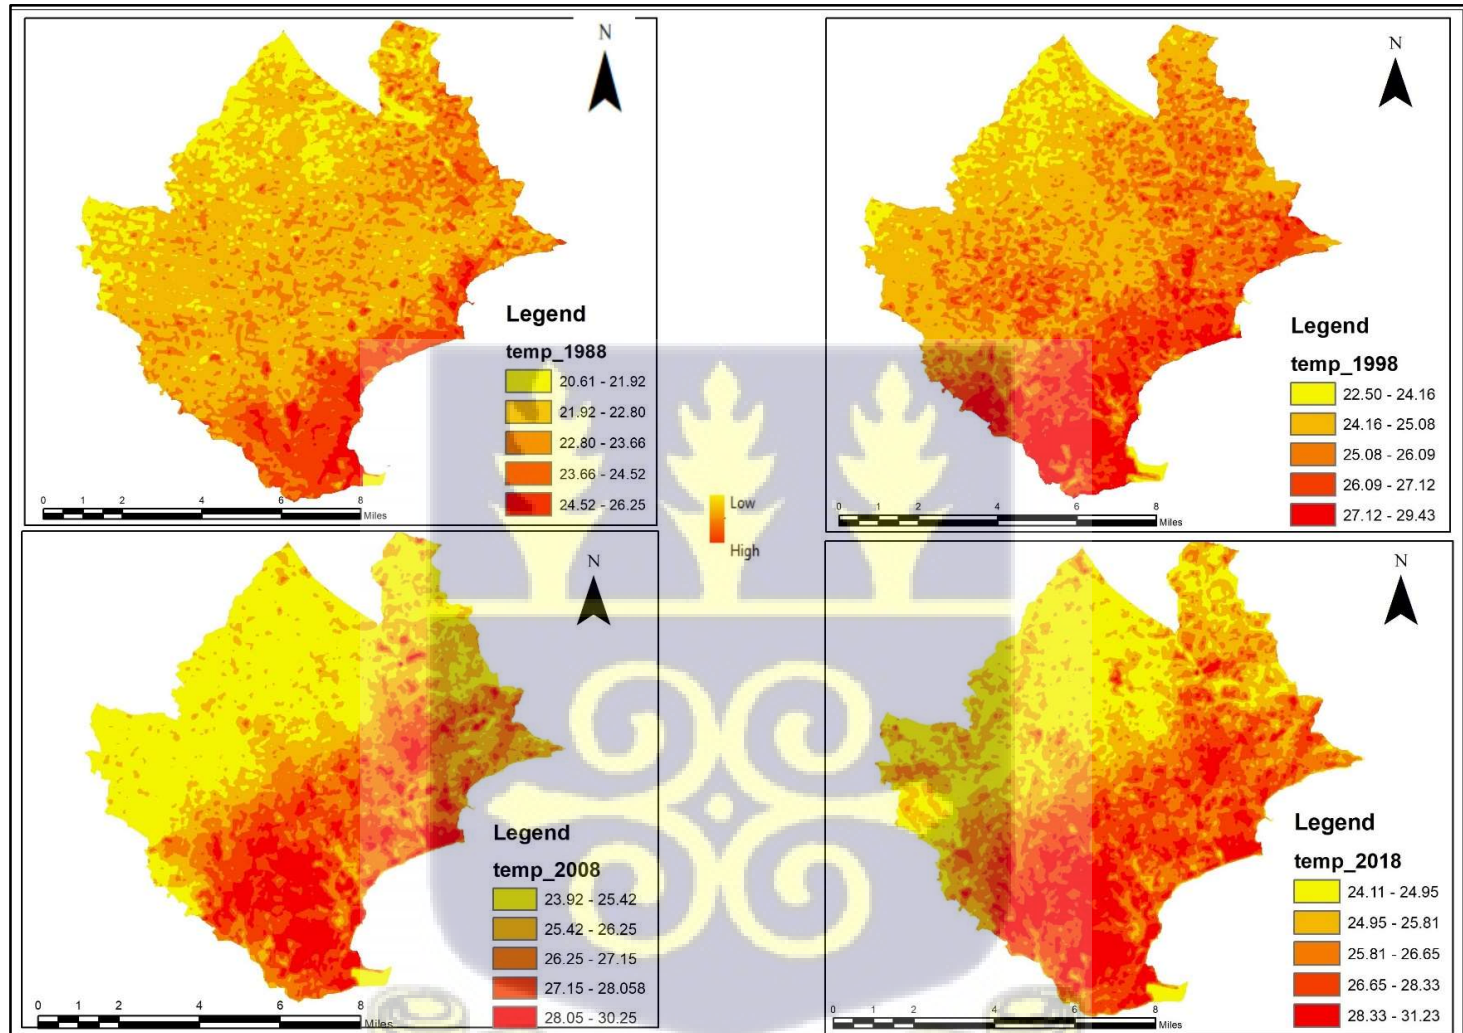 N
Legend
temp_1988
20.61 - 21.92
21.92 - 22.80
22.80 - 23.66
23.66 - 24.52
24.52 - 26.25
0 1 2 4 6 8
Miles
N
Legend
temp_1998
22.50 - 24.16
24.16 - 25.08
25.08 - 26.09
26.09 - 27.12
27.12 - 29.43
0 1 2 4 6 8
Miles
Low
High
N
Legend
temp_2008
23.92 - 25.42
25.42 - 26.25
26.25 - 27.15
27.15 - 28.058
28.05 - 30.25
0 1 2 4 6 8
Miles
N
Legend
temp_2018
24.11 - 24.95
24.95 - 25.81
25.81 - 26.65
26.65 - 28.33
28.33 - 31.23
0 1 2 4 6 8
Miles